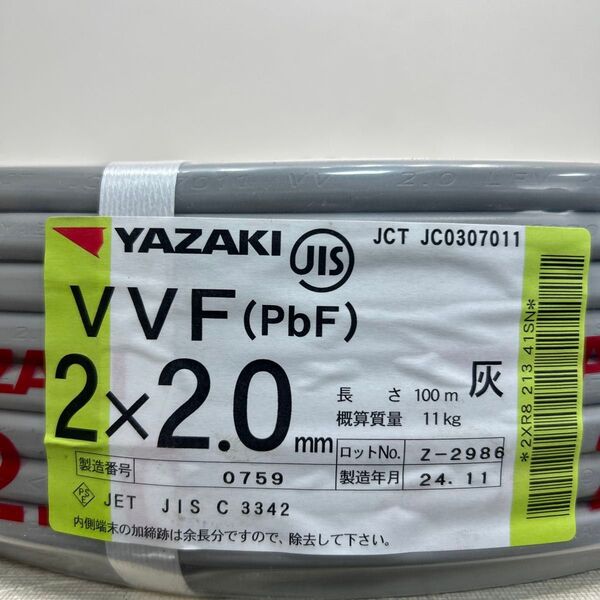 YAZAKI JIS JCT JC0307011
VVF(PbF)
2×2.0mm
灰
長さ 100m
概算質量 11kg
ロットNo. Z-2986
製造番号 0759
製造年月 24.11
PSE JET JIS C 3342
内側端末の加締跡は余長分ですので、除去して下さい。
*2XR8 213 41SN*